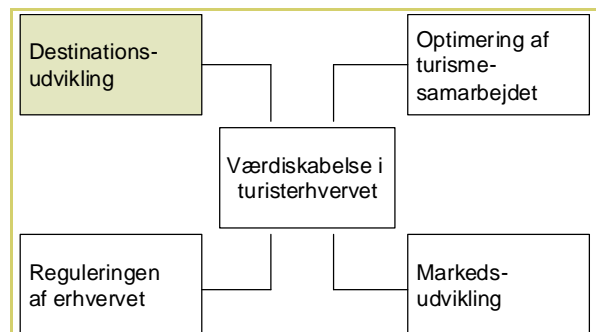 Destinations-
udvikling
Optimering af
turisme-
samarbejdet
Værdiskabelse i
turisterhvervet
Reguleringen
af erhvervet
Markeds-
udvikling